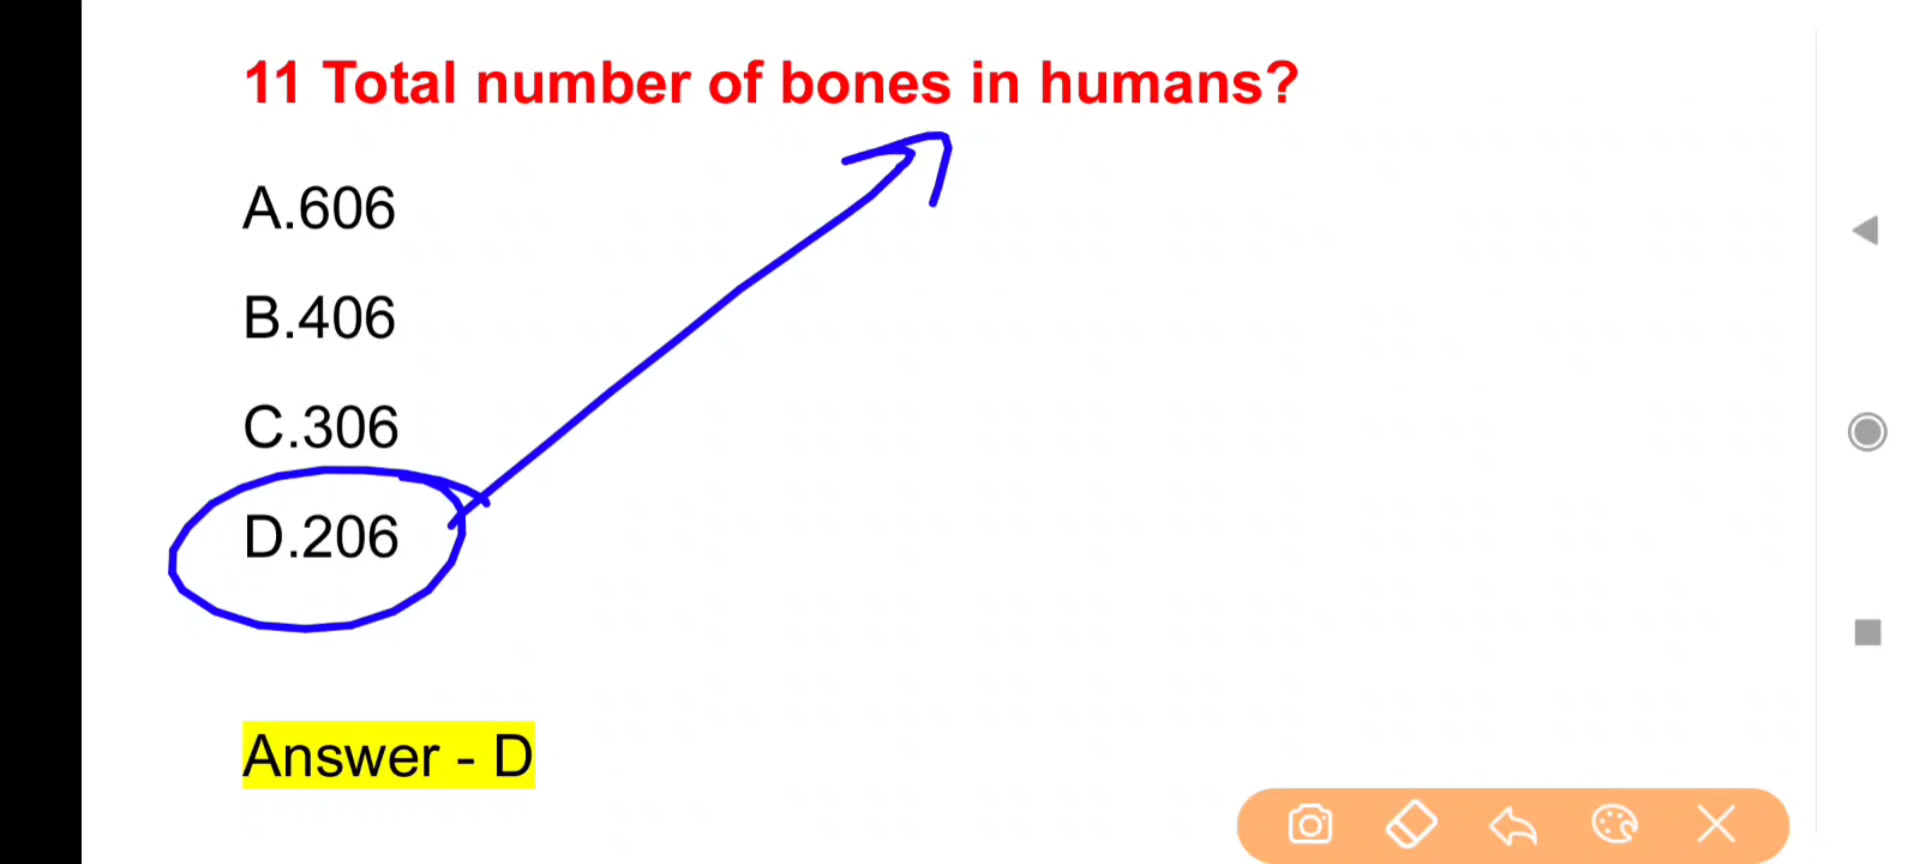 11 Total number of bones in humans?
A.606
B.406
C.306
D.206
Answer - D